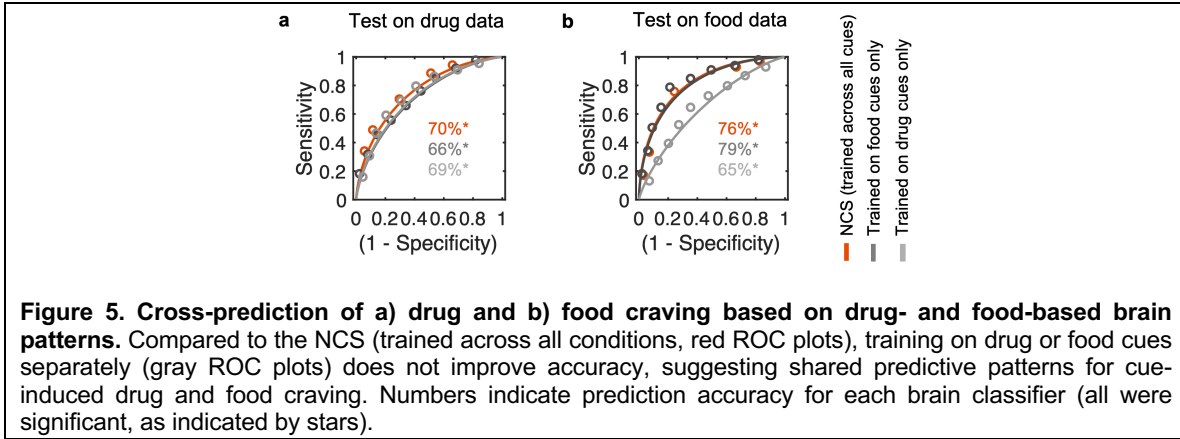 a Test on drug data
b Test on food data
Sensitivity
1
0.8
0.6
0.4
0.2
0
70%*
66%*
69%*
0 0.2 0.4 0.6 0.8 1
(1 - Specificity)
Sensitivity
1
0.8
0.6
0.4
0.2
0
76%*
79%*
65%*
0 0.2 0.4 0.6 0.8 1
(1 - Specificity)
NCS (trained across all cues)
Trained on food cues only
Trained on drug cues only
Figure 5. Cross-prediction of a) drug and b) food craving based on drug- and food-based brain
patterns. Compared to the NCS (trained across all conditions, red ROC plots), training on drug or food cues
separately (gray ROC plots) does not improve accuracy, suggesting shared predictive patterns for cue-
induced drug and food craving. Numbers indicate prediction accuracy for each brain classifier (all were
significant, as indicated by stars).